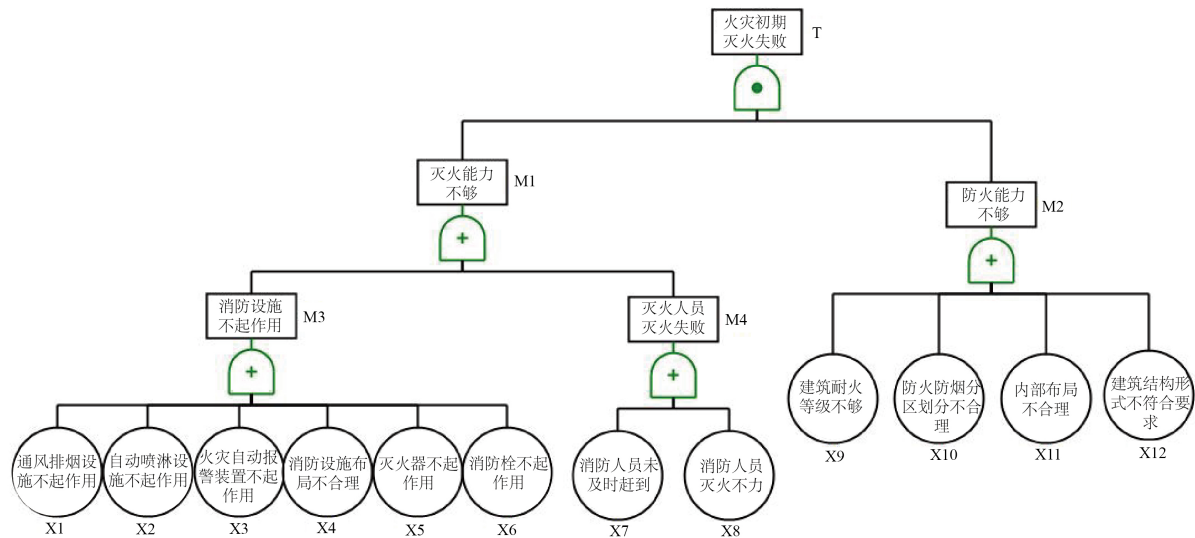 火灾初期
灭火失败
T
灭火能力
不够
M1
防火能力
不够
M2
消防设施
不起作用
M3
灭火人员
灭火失败
M4
通风排烟设
施不起作用
X1
自动喷淋设
施不起作用
X2
火灾自动报
警装置不起
作用
X3
消防设施布
局不合理
X4
灭火器不起
作用
X5
消防栓不起
作用
X6
消防人员未
及时赶到
X7
消防人员
灭火不力
X8
建筑耐火
等级不够
X9
防火防烟分
区划分不合
理
X10
内部布局
不合理
X11
建筑结构形
式不符合要
求
X12